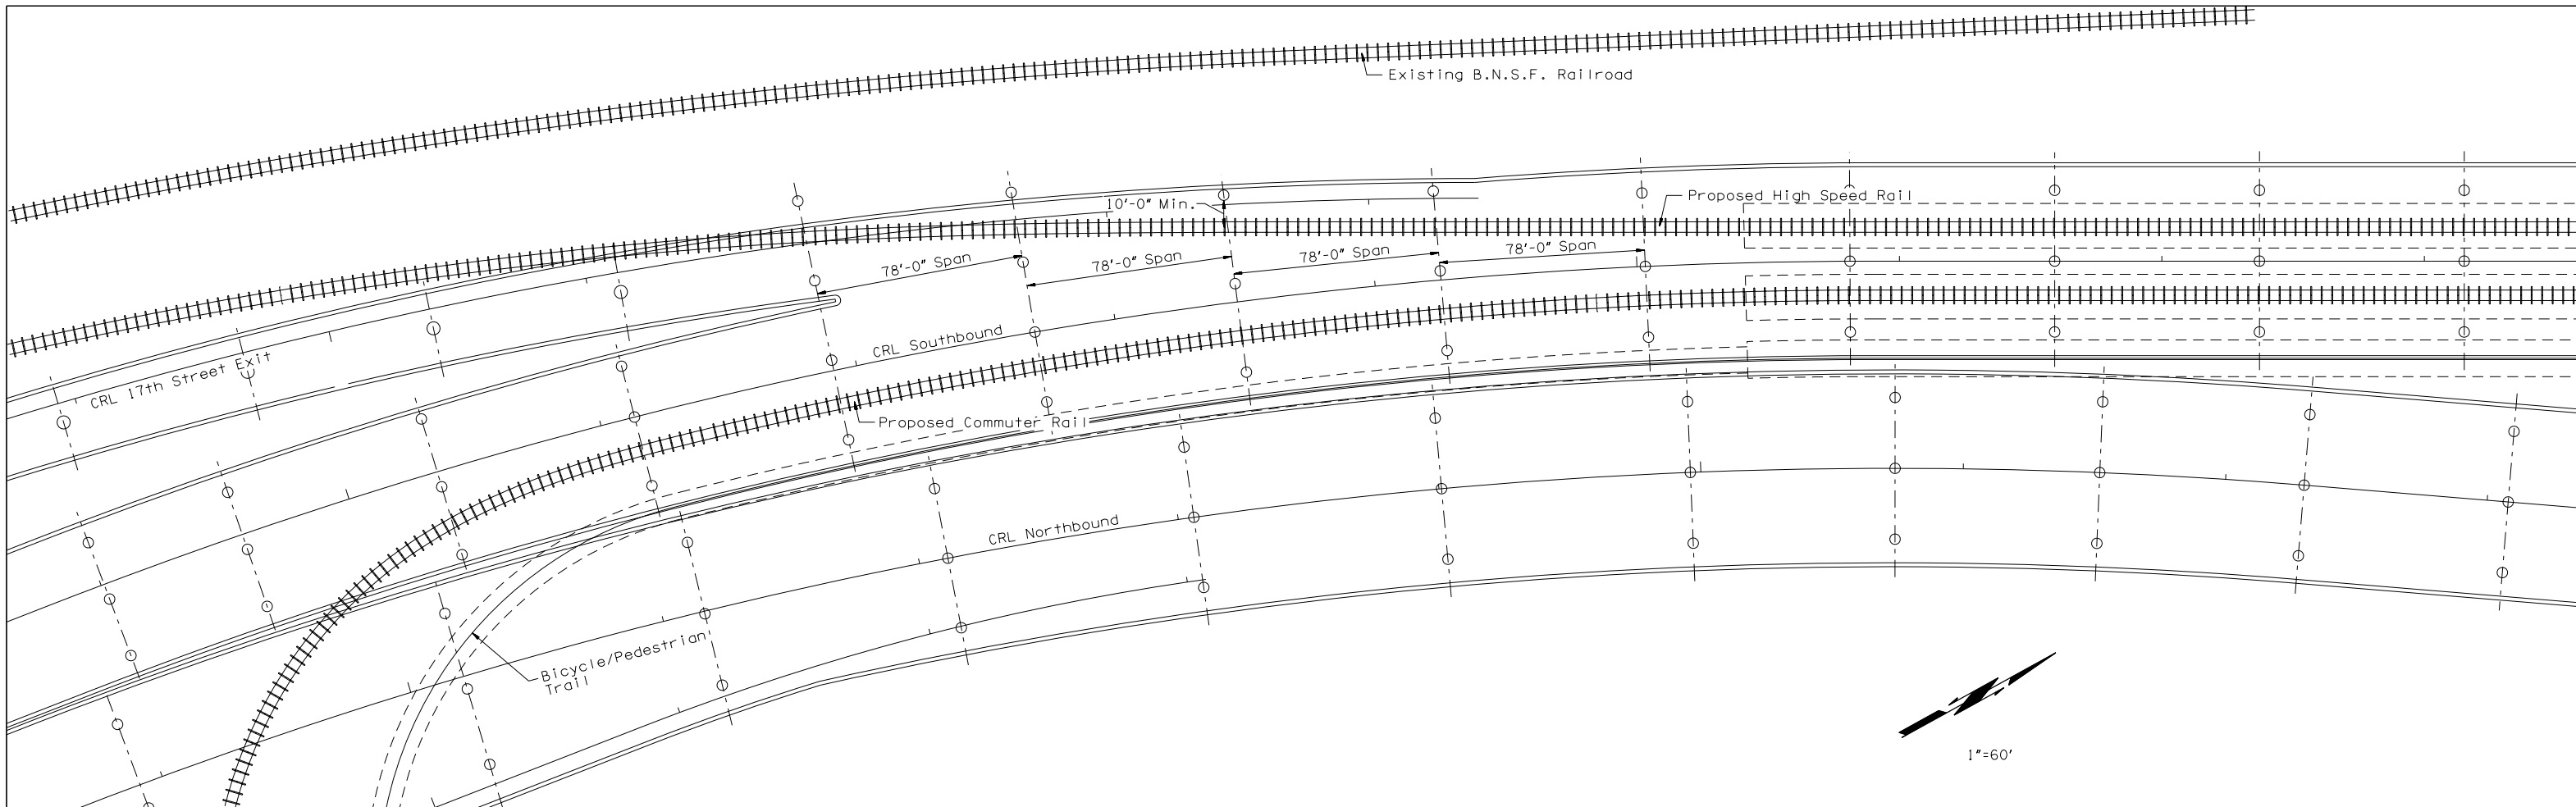 Existing B.N.S.F. Railroad
Proposed High Speed Rail
10'-0" Min.
78'-0" Span
78'-0" Span
78'-0" Span
78'-0" Span
CRL Southbound
CRL 17th Street Exit
Proposed Commuter Rail
CRL Northbound
Bicycle/Pedestrian
Trail
1"=60'